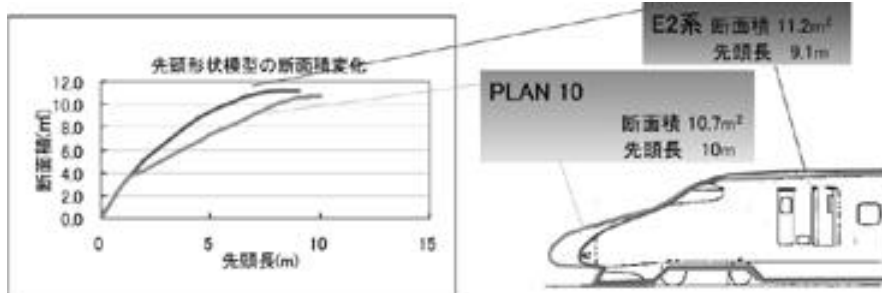 E2系 断面積 11.2m²
先頭長 9.1m
PLAN 10
断面積 10.7m²
先頭長 10m
先頭形状模型の断面積変化
断面積[㎡]
12.0
10.0
8.0
6.0
4.0
2.0
0.0
0
5
10
15
先頭長(m)